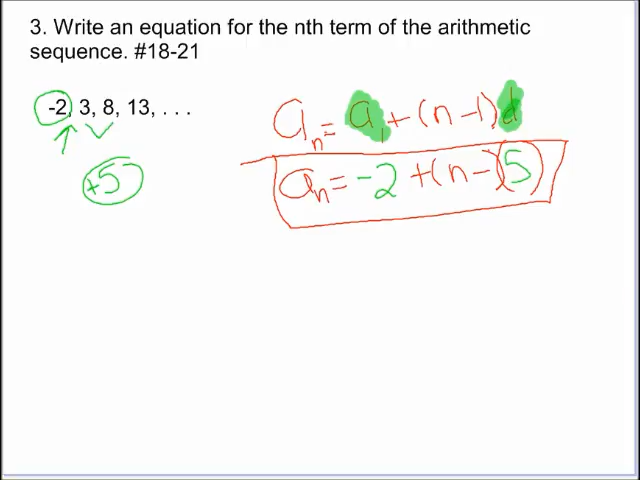 3. Write an equation for the nth term of the arithmetic
sequence. #18-21
-2, 3, 8, 13, . . .
+5
aₙ = a₁ + (n - 1) d
aₙ = -2 + (n - )(5)